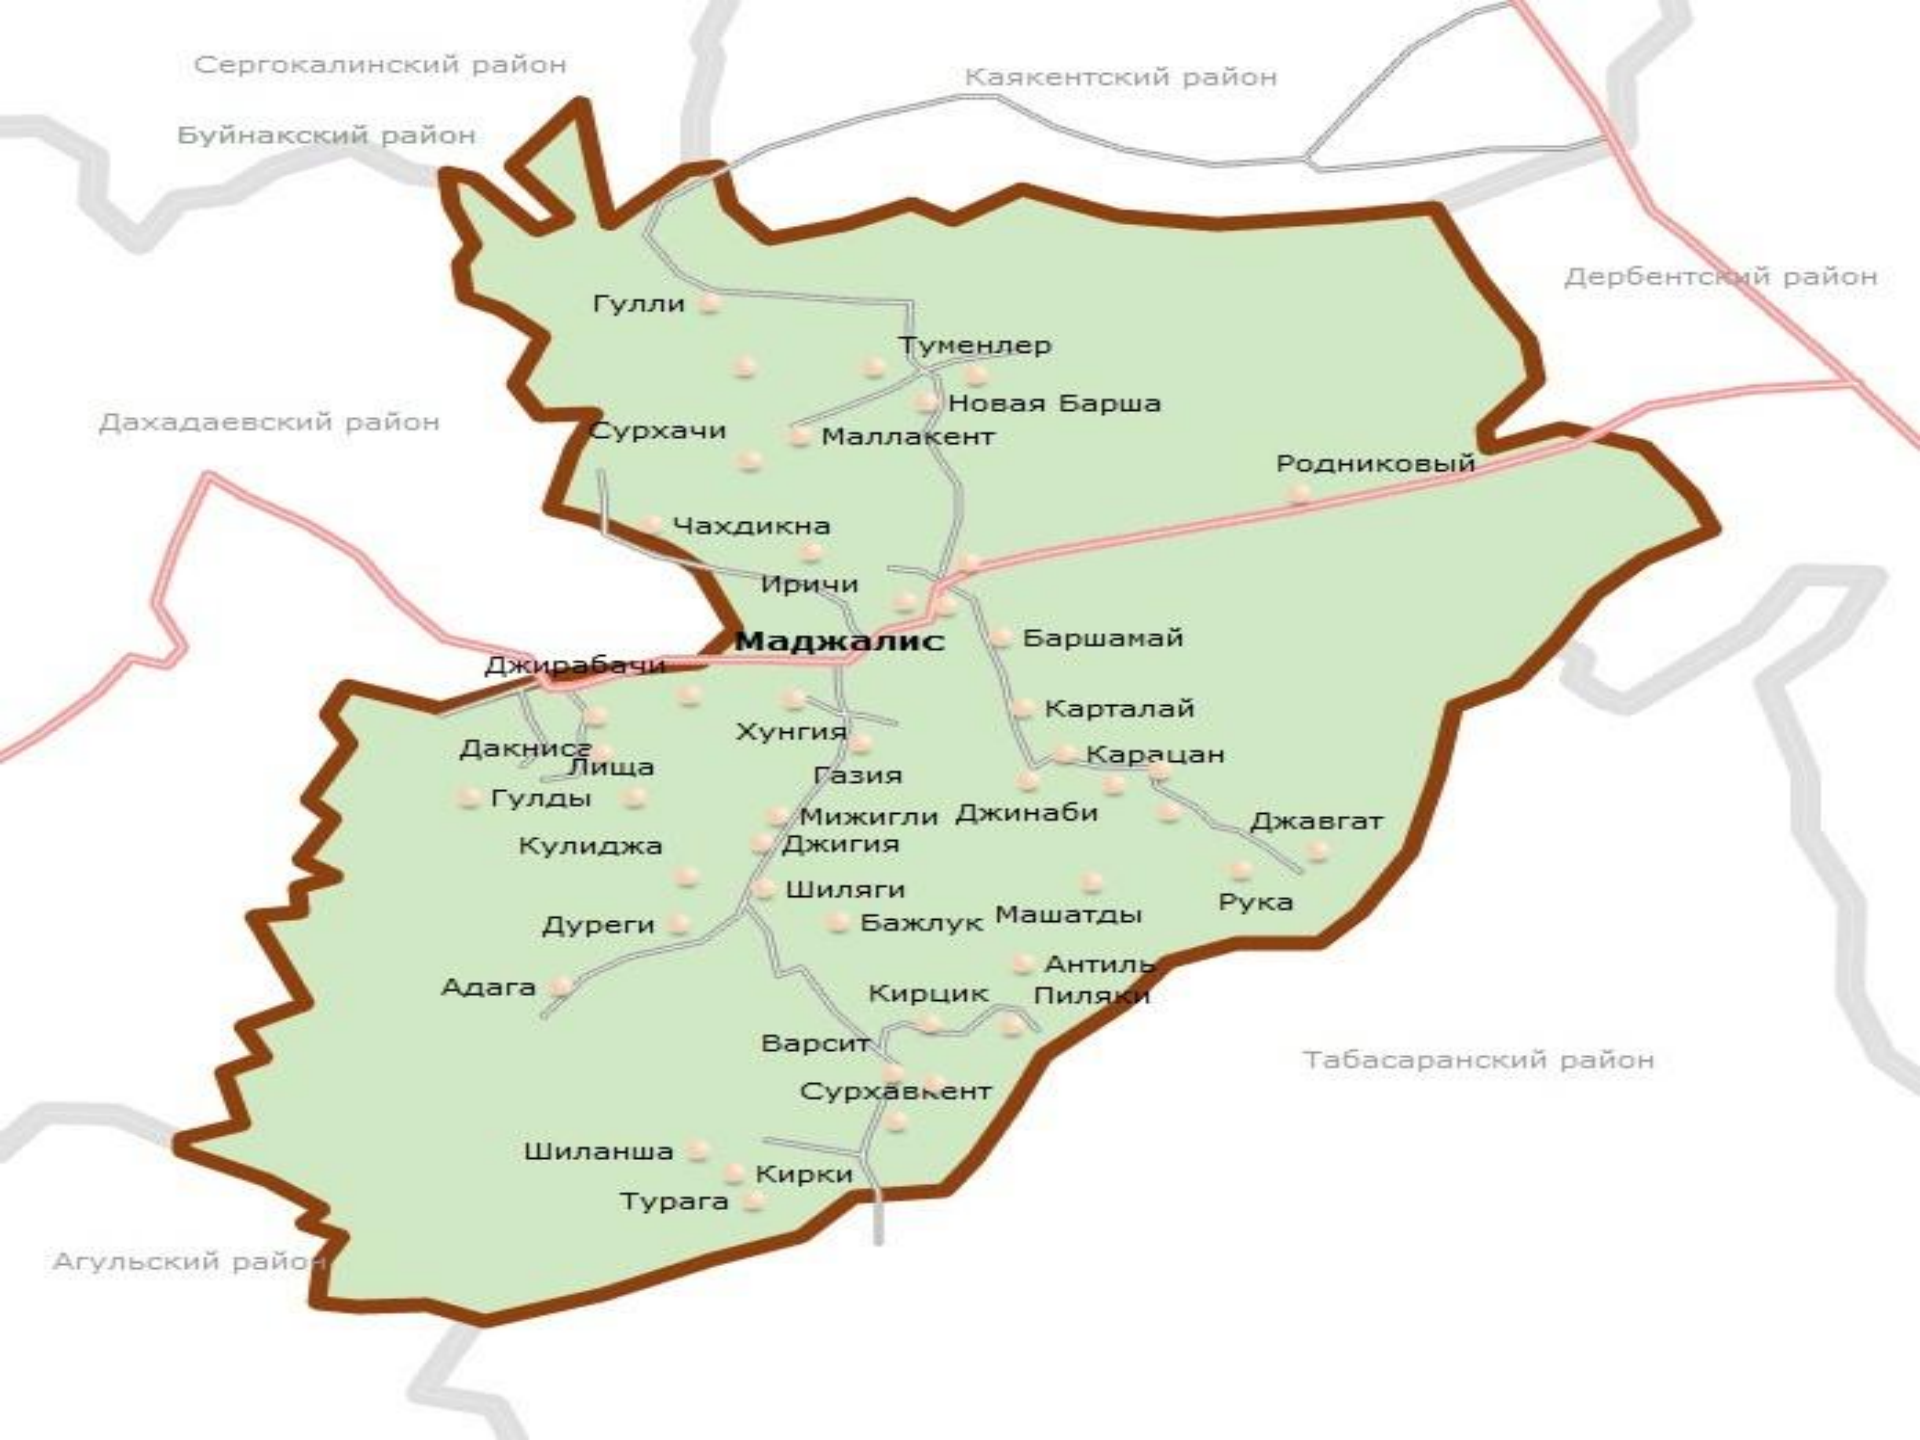 Сергокалинский район
Каякентский район
Буйнакский район
Дербентский район
Гулли
Туменлер
Новая Барша
Дахадаевский район
Сурхачи
Маллакент
Родниковый
Чахдикна
Иричи
Маджалис
Баршамай
Джирабачи
Карталай
Хунгия
Дакниса
Карацан
Лища
Газия
Гулды
Мижигли
Джинаби
Джавгат
Кулиджа
Джигия
Шиляги
Рука
Дуреги
Бажлук
Машатды
Антиль
Адага
Кирцик
Пиляки
Варсит
Табасаранский район
Сурхавкент
Шиланша
Кирки
Турага
Агульский район